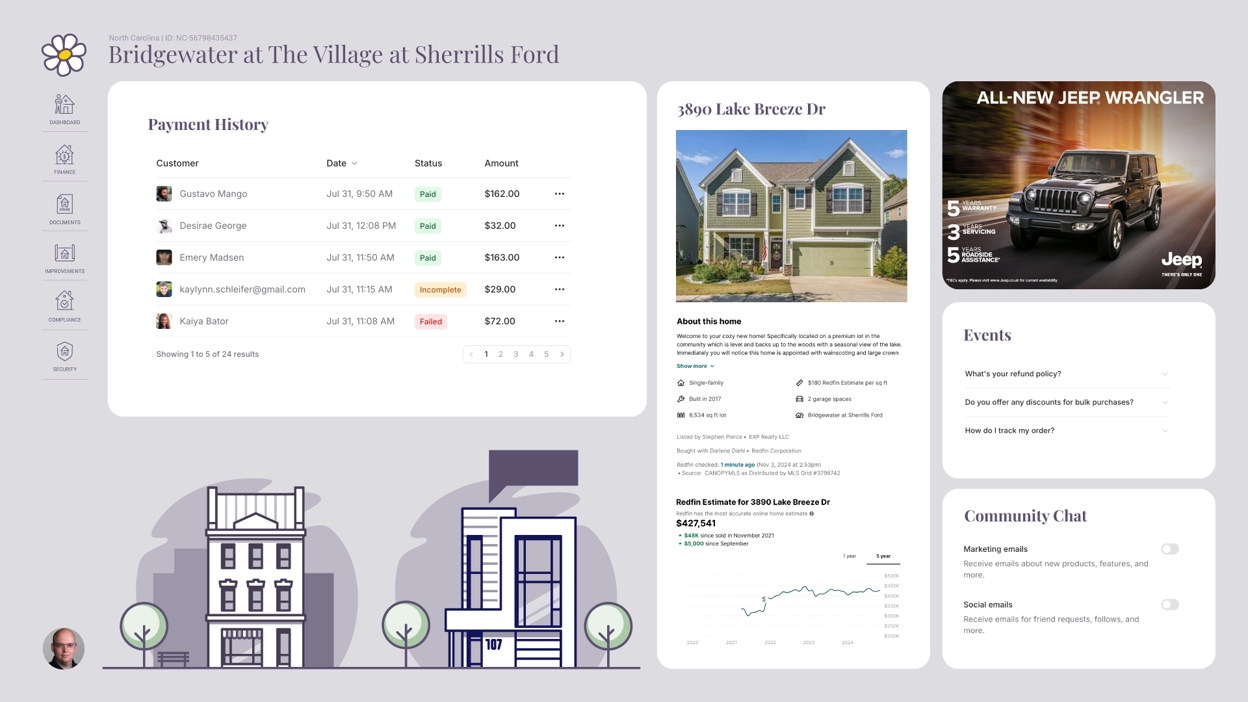 North Carolina | ID: NC-56798435437
Bridgewater at The Village at Sherrills Ford
DASHBOARD
FINANCE
DOCUMENTS
IMPROVEMENTS
COMPLIANCE
SECURITY
Payment History
Customer Date Status Amount
Gustavo Mango Jul 31, 9:50 AM Paid $162.00
Desirae George Jul 31, 12:08 PM Paid $32.00
Emery Madsen Jul 31, 11:50 AM Paid $163.00
kaylynn.schleifer@gmail.com Jul 31, 11:15 AM Incomplete $29.00
Kaiya Bator Jul 31, 11:08 AM Failed $72.00
Showing 1 to 5 of 24 results
1 2 3 4 5
107
3890 Lake Breeze Dr
About this home
Welcome to your cozy new home! Specifically located on a premium lot in the
community which is level and backs up to the woods with a seasonal view of the lake.
Immediately you will notice this home is appointed with wainscoting and large crown
Show more
Single-family
$180 Redfin Estimate per sq ft
Built in 2017
2 garage spaces
6,534 sq ft lot
Bridgewater at Sherrills Ford
Listed by Stephen Pierce • EXP Realty LLC
Bought with Darlene Diehl • Redfin Corporation
Redfin checked: 1 minute ago (Nov 3, 2024 at 2:53pm)
• Source: CANOPYMLS as Distributed by MLS Grid #3798742
Redfin Estimate for 3890 Lake Breeze Dr
Redfin has the most accurate online home estimate
$427,541
+ $48K since sold in November 2021
+ $5,000 since September
1 year 5 year
$500K
$450K
$400K
$350K
$300K
$250K
$200K
$
2020 2021 2022 2023 2024
ALL-NEW JEEP WRANGLER
5 YEARS WARRANTY
3 YEARS SERVICING
5 YEARS ROADSIDE ASSISTANCE*
Jeep
THERE'S ONLY ONE
Events
What's your refund policy?
Do you offer any discounts for bulk purchases?
How do I track my order?
Community Chat
Marketing emails
Receive emails about new products, features, and
more.
Social emails
Receive emails for friend requests, follows, and
more.